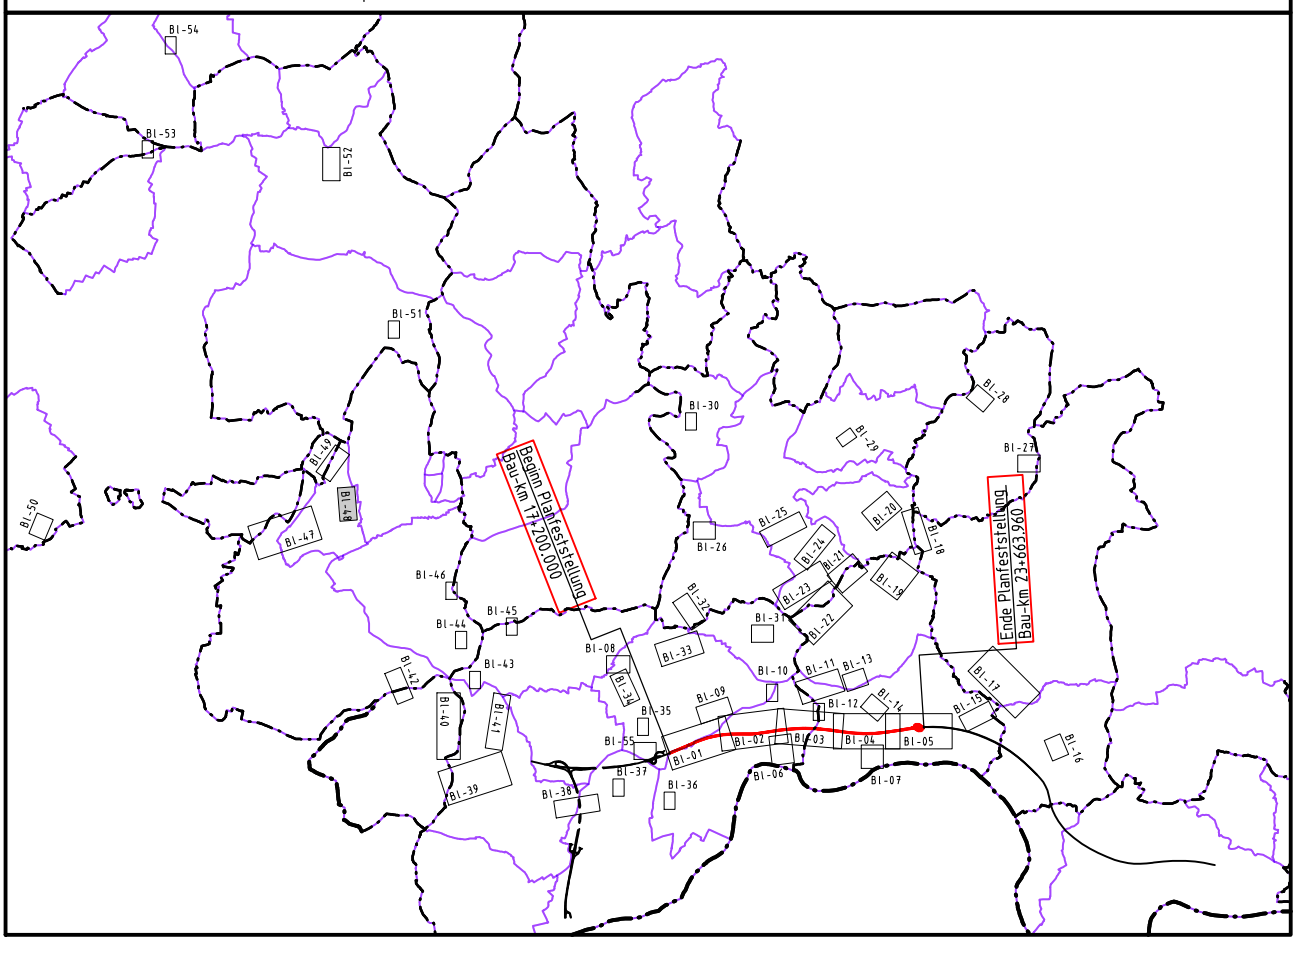 Bl-54
Bl-53
Bl-52
Bl-51
Bl-28
Bl-30
Bl-29
Bl-49
Bl-27
Beginn Planfeststellung
Bau-km 17+200.000
Ende Planfeststellung
Bau-km 23+663.960
Bl-48
Bl-50
Bl-47
Bl-25
Bl-20
Bl-26
Bl-24
Bl-18
Bl-21
Bl-46
Bl-19
Bl-23
Bl-32
Bl-45
Bl-31
Bl-22
Bl-44
Bl-08
Bl-33
Bl-43
Bl-42
Bl-10
Bl-11
Bl-13
Bl-17
Bl-34
Bl-09
Bl-12
Bl-14
Bl-15
Bl-40
Bl-41
Bl-35
Bl-55
Bl-02
Bl-03
Bl-04
Bl-05
Bl-16
Bl-01
Bl-06
Bl-07
Bl-37
Bl-36
Bl-39
Bl-38